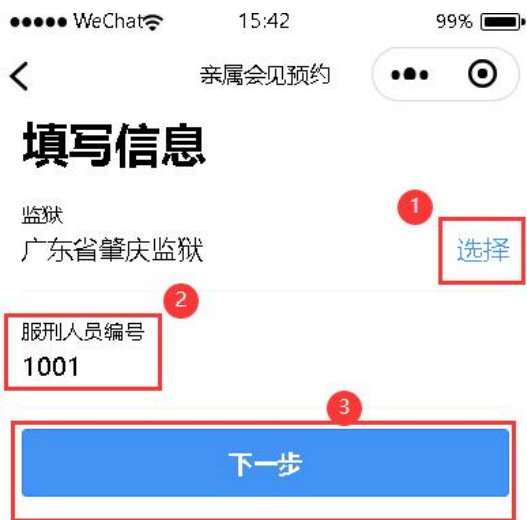 WeChat 15:42 99%
亲属会见预约
填写信息
监狱
1
广东省肇庆监狱 选择
2
服刑人员编号
1001
3
下一步